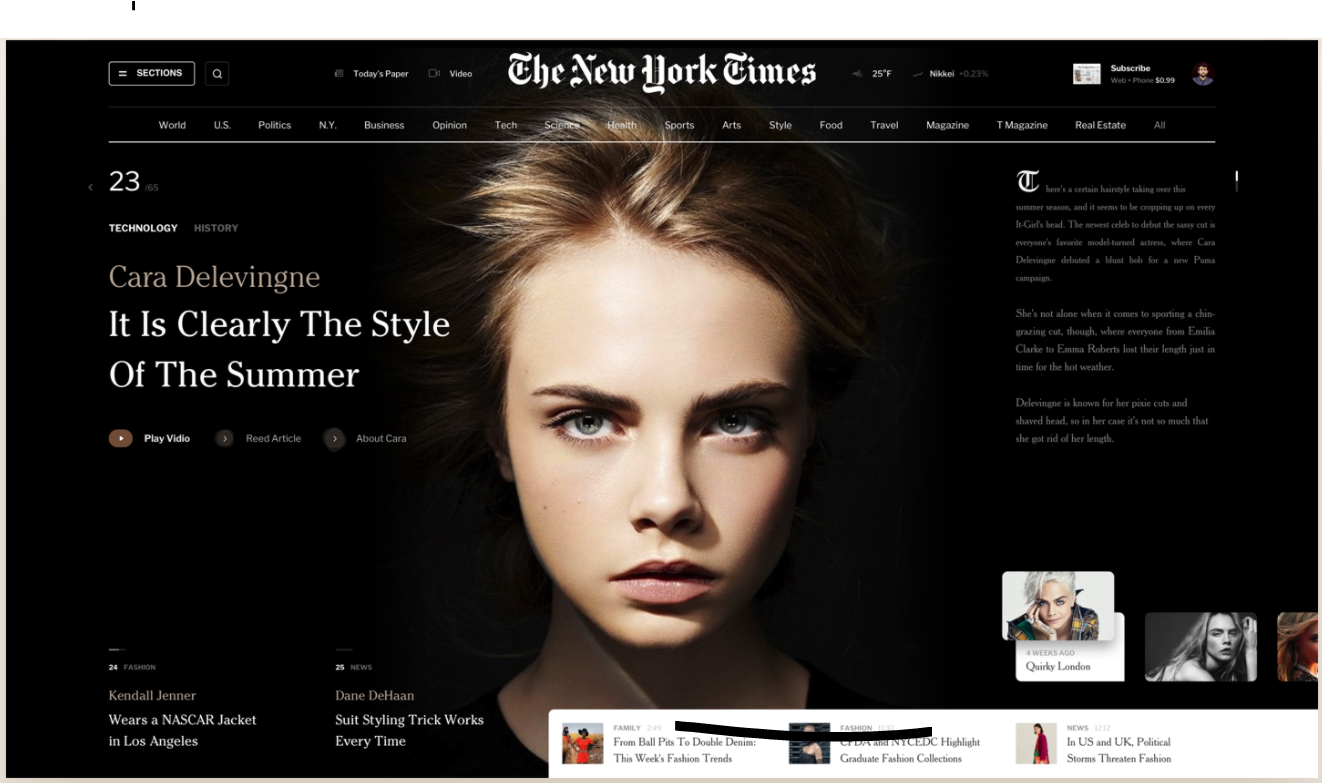 SECTIONS
Today's Paper
Video
The New York Times
25°F
Nikkei +0.23%
Subscribe
Web + Phone $0.99
World U.S. Politics N.Y. Business Opinion Tech Science Health Sports Arts Style Food Travel Magazine T Magazine Real Estate All
23 /65
TECHNOLOGY HISTORY
Cara Delevingne
It Is Clearly The Style
Of The Summer
Play Vidio
Reed Article
About Cara
There's a certain hairstyle taking over this
summer season, and it seems to be cropping up on every
It-Girl's head. The newest celeb to debut the sassy cut is
everyone's favorite model-turned actress, where Cara
Delevingne debuted a blunt bob for a new Puma
campaign.
She's not alone when it comes to sporting a chin-
grazing cut, though, where everyone from Emilia
Clarke to Emma Roberts lost their length just in
time for the hot weather.
Delevingne is known for her pixie cuts and
shaved head, so in her case it's not so much that
she got rid of her length.
4 WEEKS AGO
Quirky London
24 FASHION
Kendall Jenner
Wears a NASCAR Jacket
in Los Angeles
25 NEWS
Dane DeHaan
Suit Styling Trick Works
Every Time
FAMILY 2:49
From Ball Pits To Double Denim:
This Week's Fashion Trends
FASHION
CFDA and NYCEDC Highlight
Graduate Fashion Collections
NEWS 12:12
In US and UK, Political
Storms Threaten Fashion